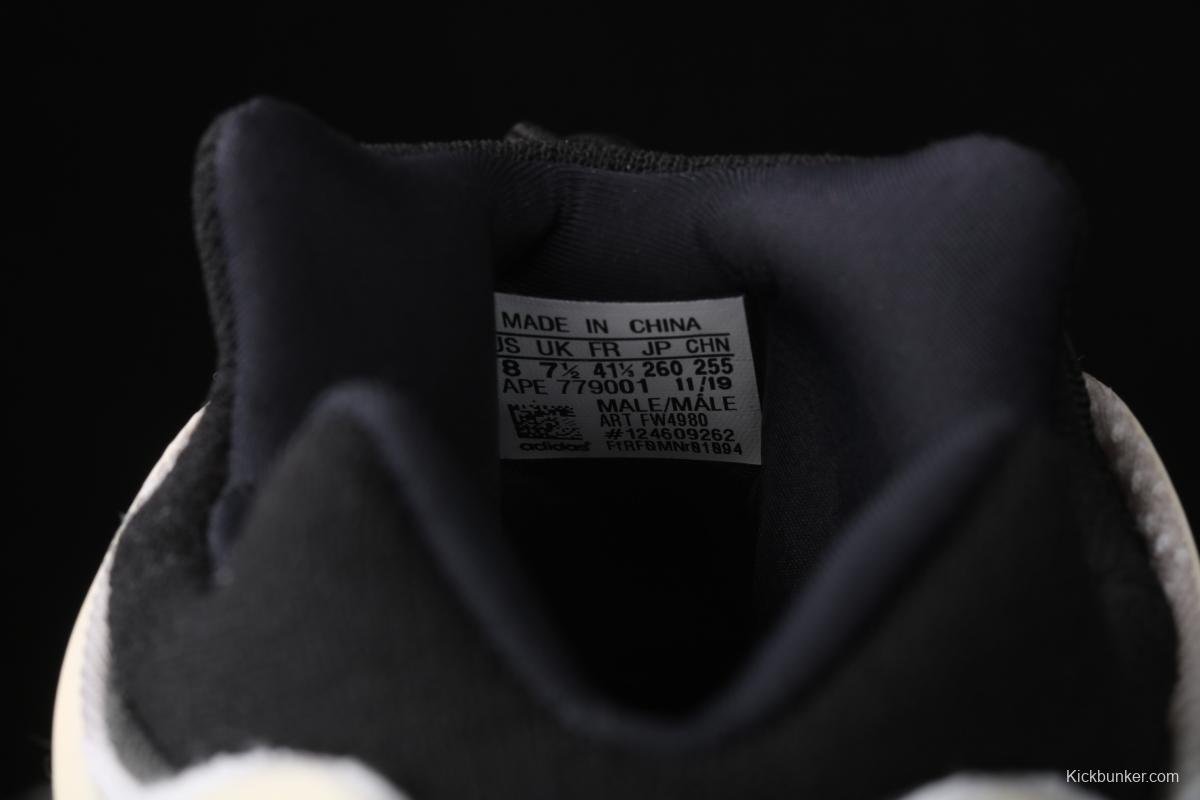 MADE IN CHINA
US UK FR JP CHN
8 7½ 41⅓ 260 255
APE 779001 11/19
MALE/MÂLE
ART FW4980
#124609262
adidas
Kickbunker.com